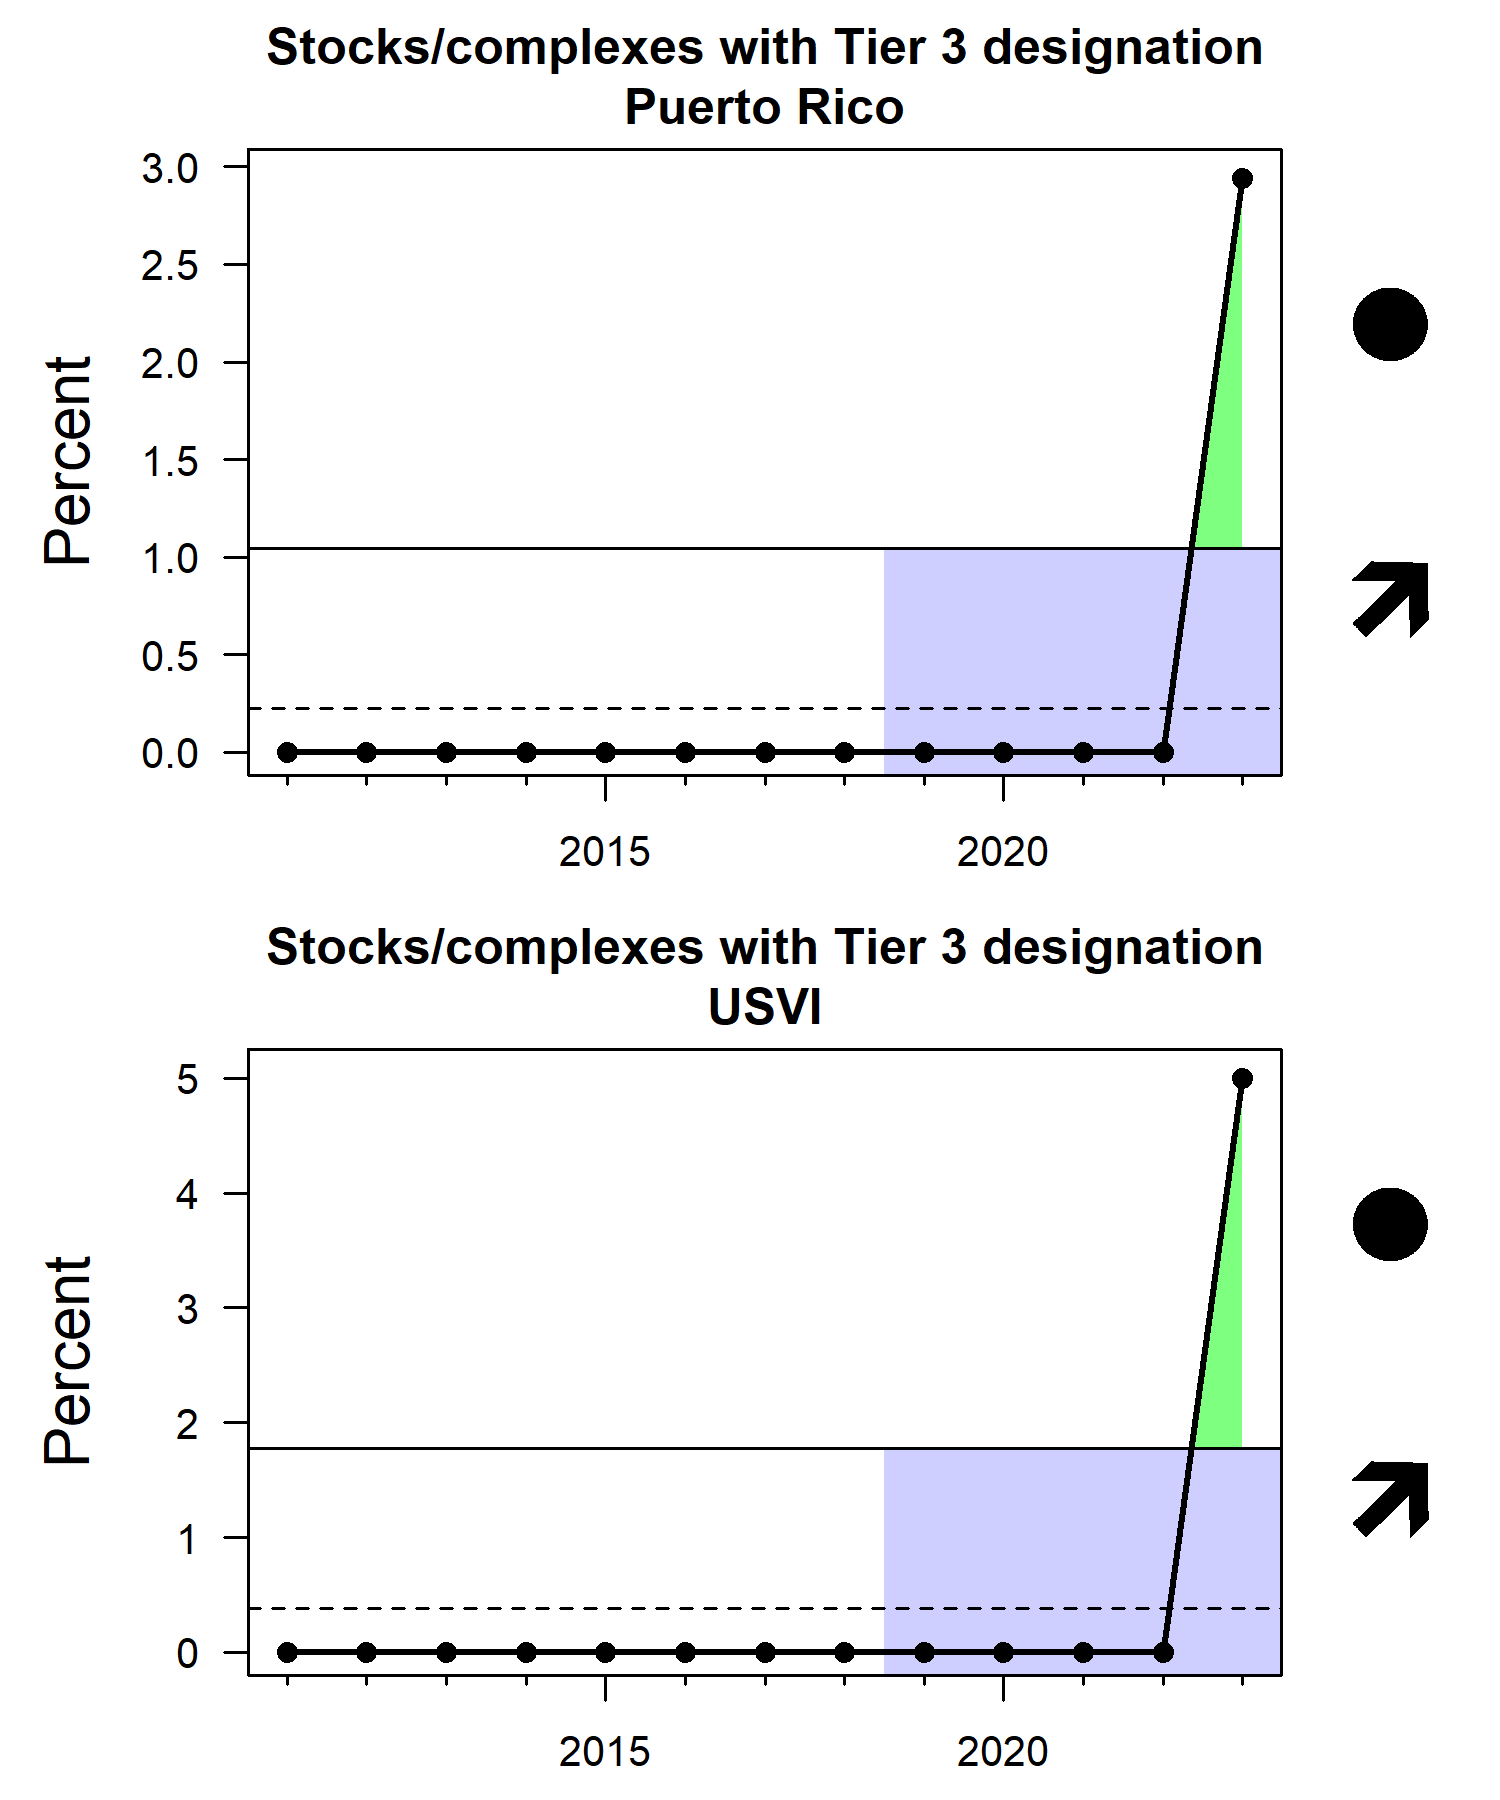 Stocks/complexes with Tier 3 designation
Puerto Rico
Percent
3.0
2.5
2.0
1.5
1.0
0.5
0.0
2015 2020
Stocks/complexes with Tier 3 designation
USVI
Percent
5
4
3
2
1
0
2015 2020